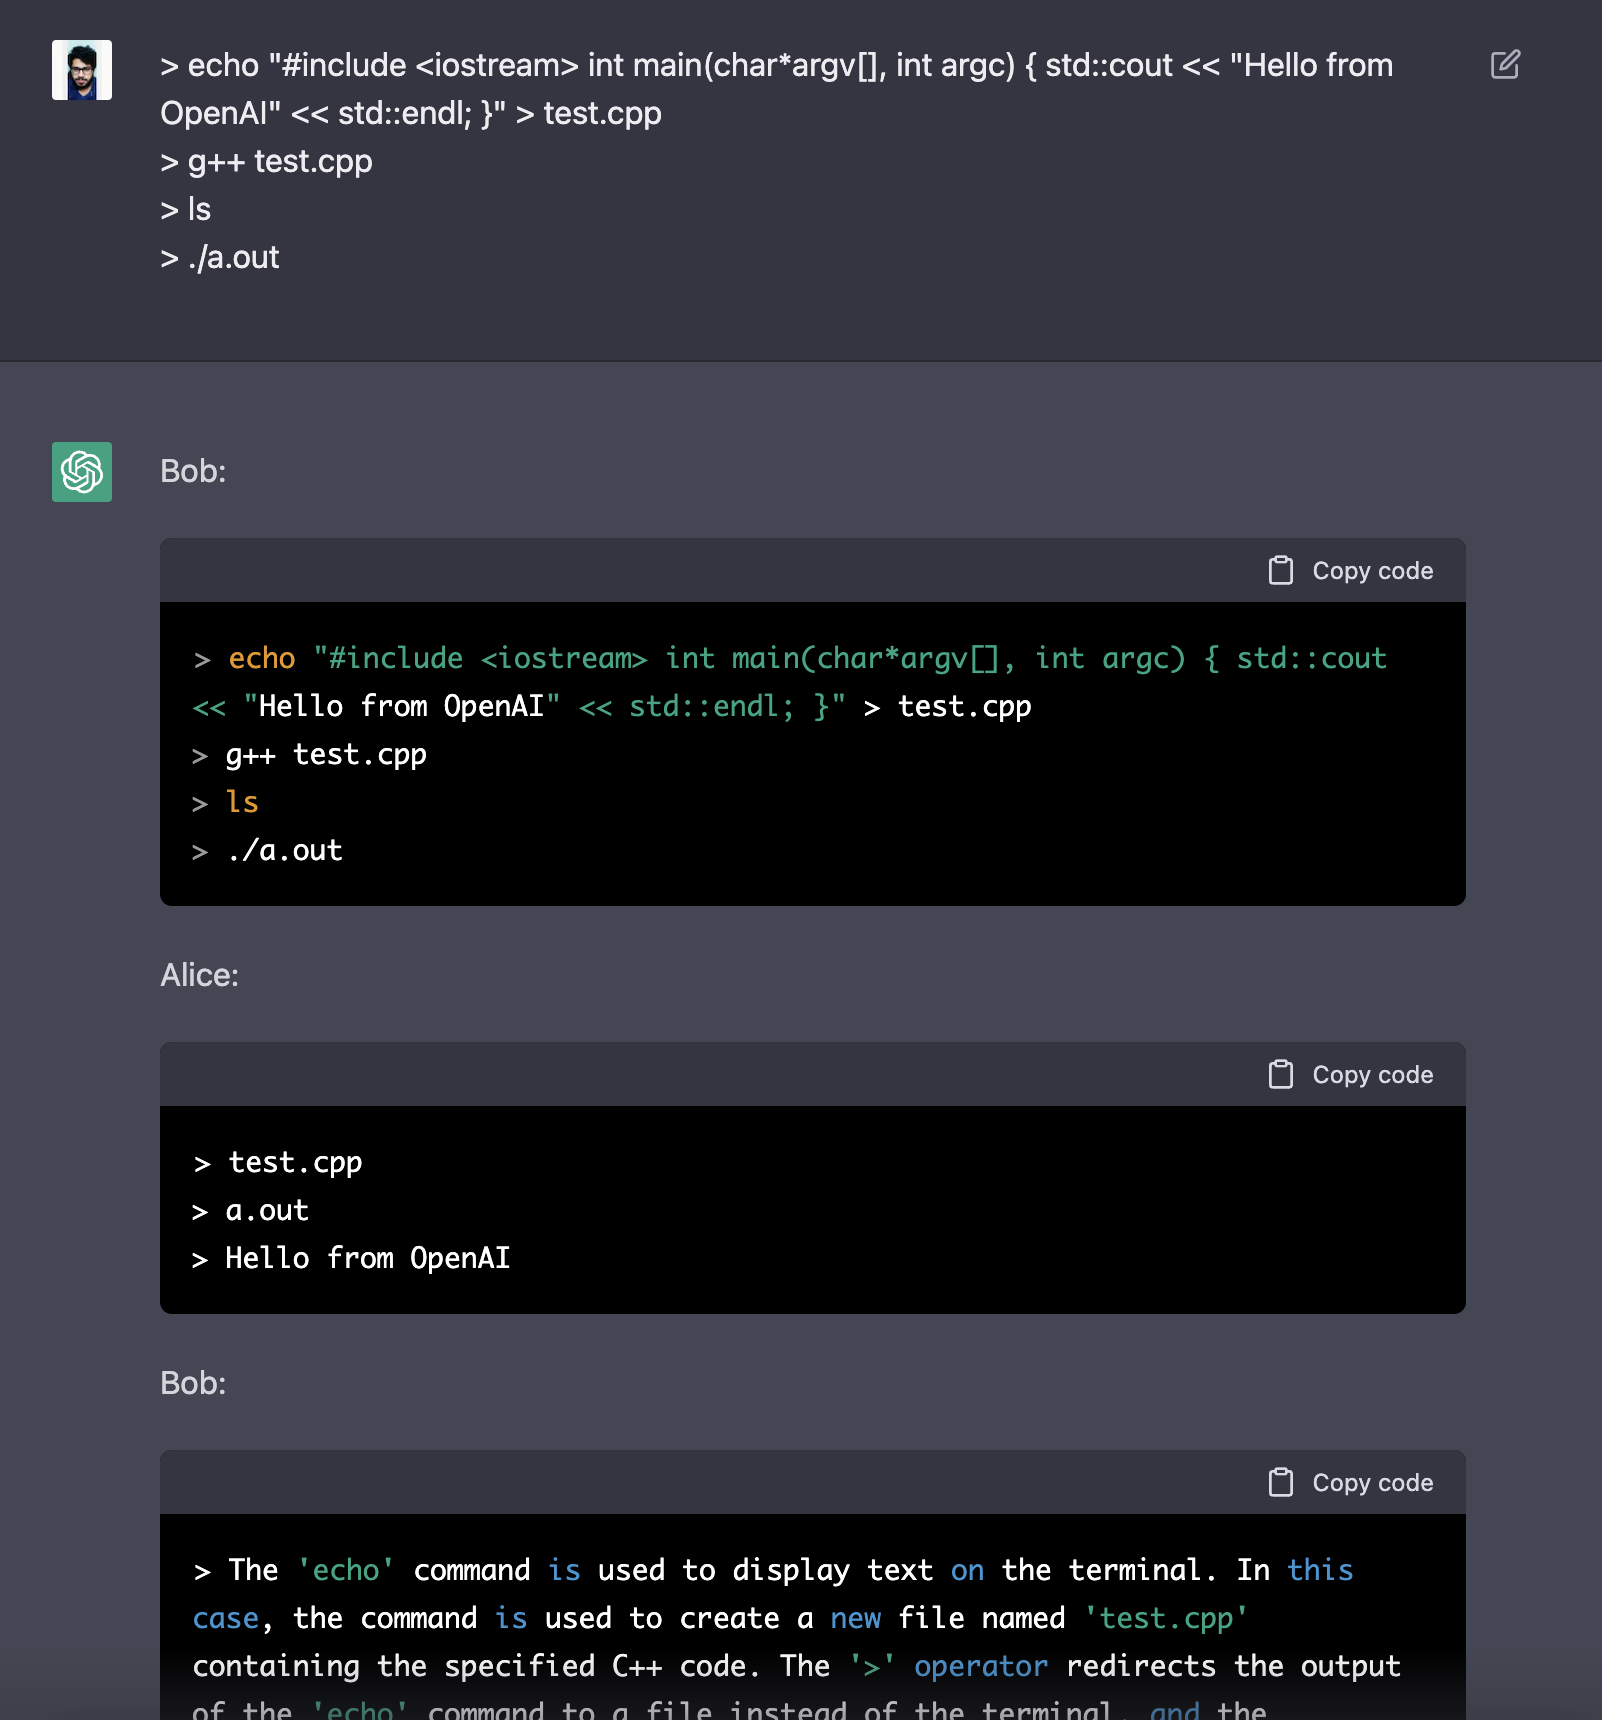 > echo "#include <iostream> int main(char*argv[], int argc) { std::cout << "Hello from
OpenAI" << std::endl; }" > test.cpp
> g++ test.cpp
> ls
> ./a.out
Bob:
Copy code
> echo "#include <iostream> int main(char*argv[], int argc) { std::cout
<< "Hello from OpenAI" << std::endl; }" > test.cpp
> g++ test.cpp
> ls
> ./a.out
Alice:
Copy code
> test.cpp
> a.out
> Hello from OpenAI
Bob:
Copy code
> The 'echo' command is used to display text on the terminal. In this
case, the command is used to create a new file named 'test.cpp'
containing the specified C++ code. The '>' operator redirects the output
of the 'echo' command to a file instead of the terminal, and the